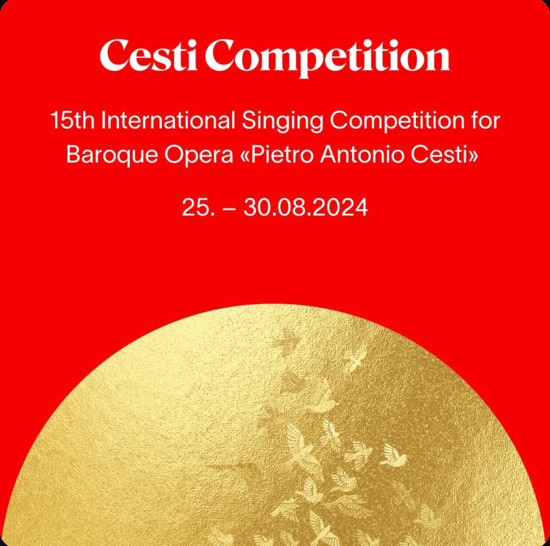 Cesti Competition
15th International Singing Competition for
Baroque Opera «Pietro Antonio Cesti»
25. – 30.08.2024